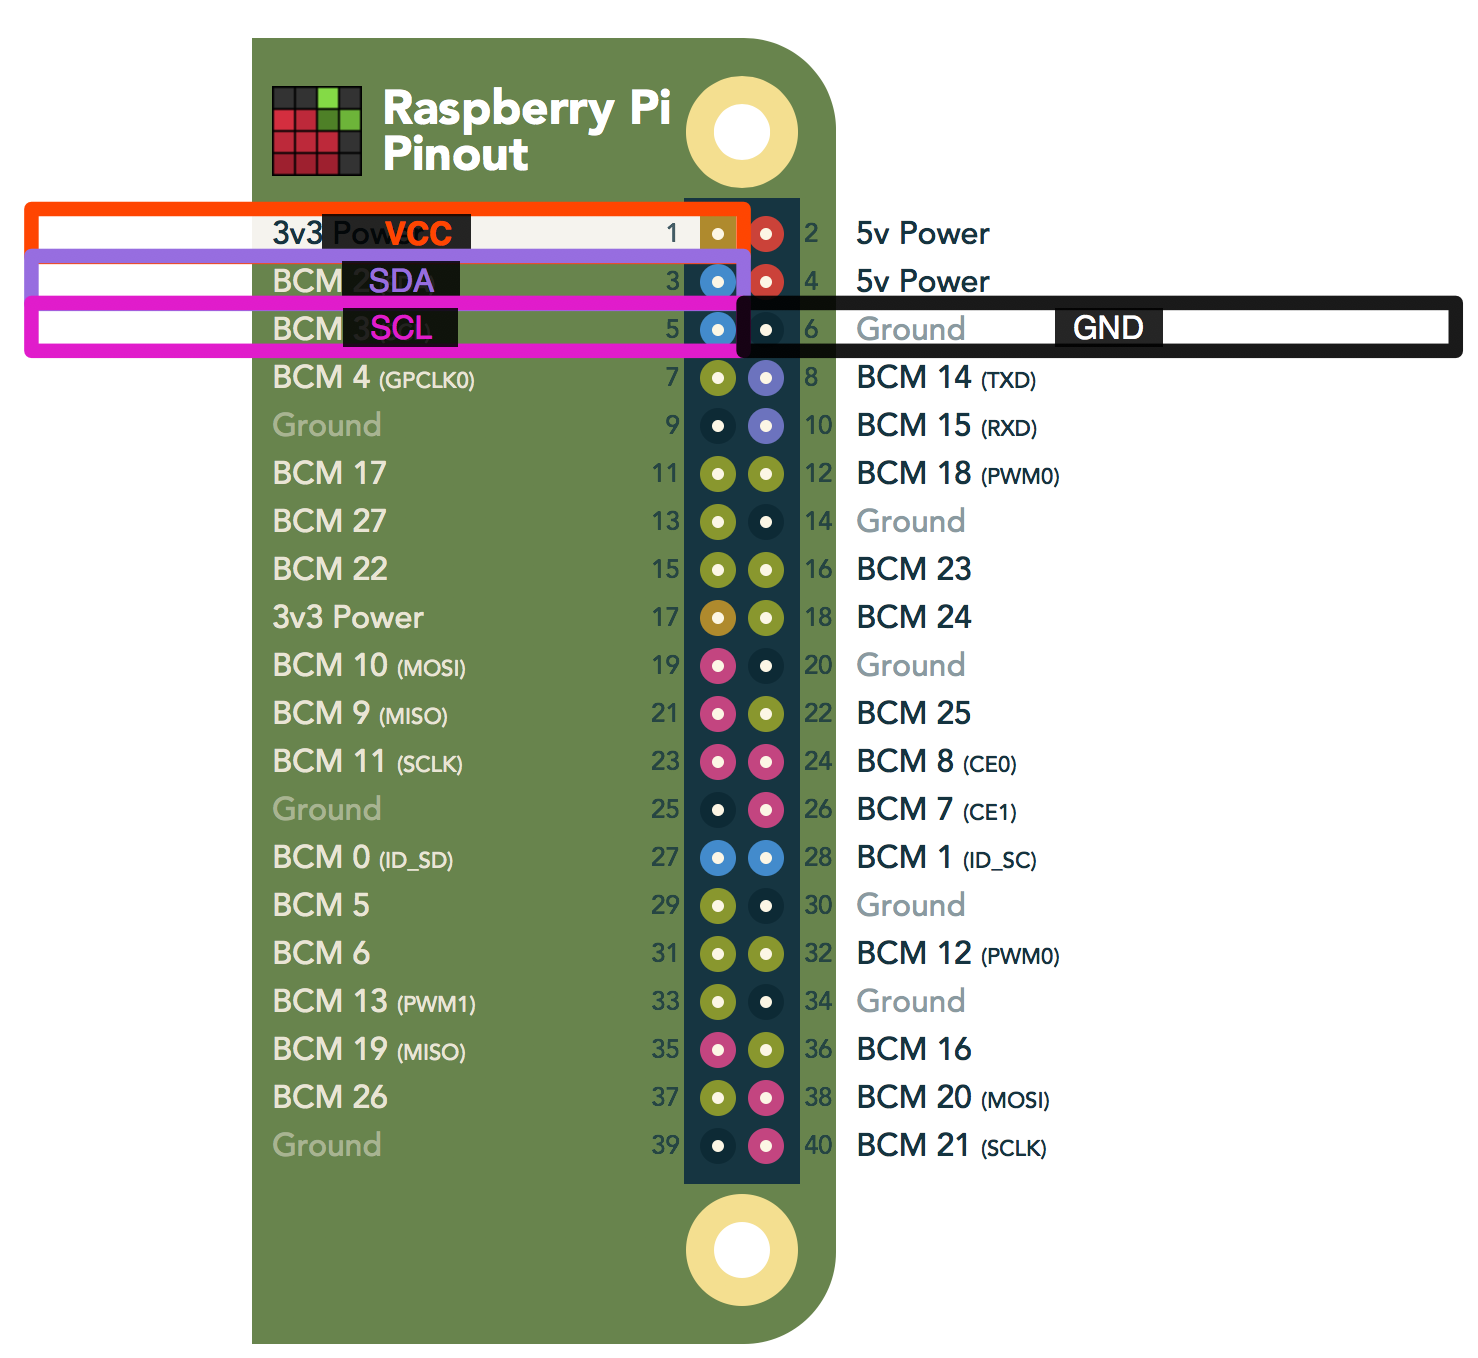 Raspberry Pi
Pinout
3v3 VCC 1 2 5v Power
BCM SDA 3 4 5v Power
BCM SCL 5 6 Ground GND
BCM 4 (GPCLK0) 7 8 BCM 14 (TXD)
Ground 9 10 BCM 15 (RXD)
BCM 17 11 12 BCM 18 (PWM0)
BCM 27 13 14 Ground
BCM 22 15 16 BCM 23
3v3 Power 17 18 BCM 24
BCM 10 (MOSI) 19 20 Ground
BCM 9 (MISO) 21 22 BCM 25
BCM 11 (SCLK) 23 24 BCM 8 (CE0)
Ground 25 26 BCM 7 (CE1)
BCM 0 (ID_SD) 27 28 BCM 1 (ID_SC)
BCM 5 29 30 Ground
BCM 6 31 32 BCM 12 (PWM0)
BCM 13 (PWM1) 33 34 Ground
BCM 19 (MISO) 35 36 BCM 16
BCM 26 37 38 BCM 20 (MOSI)
Ground 39 40 BCM 21 (SCLK)